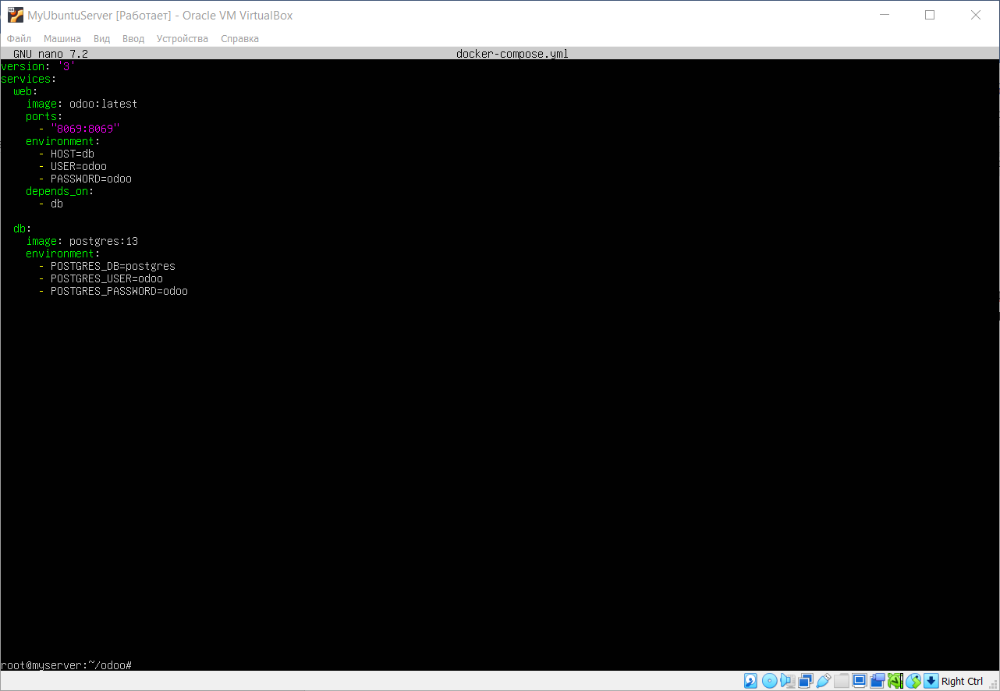 MyUbuntuServer [Работает] - Oracle VM VirtualBox
Файл Машина Вид Ввод Устройства Справка
GNU nano 7.2 docker-compose.yml
version: '3'
services:
  web:
    image: odoo:latest
    ports:
      - "8069:8069"
    environment:
      - HOST=db
      - USER=odoo
      - PASSWORD=odoo
    depends_on:
      - db
  db:
    image: postgres:13
    environment:
      - POSTGRES_DB=postgres
      - POSTGRES_USER=odoo
      - POSTGRES_PASSWORD=odoo
root@myserver:~/odoo#
Right Ctrl